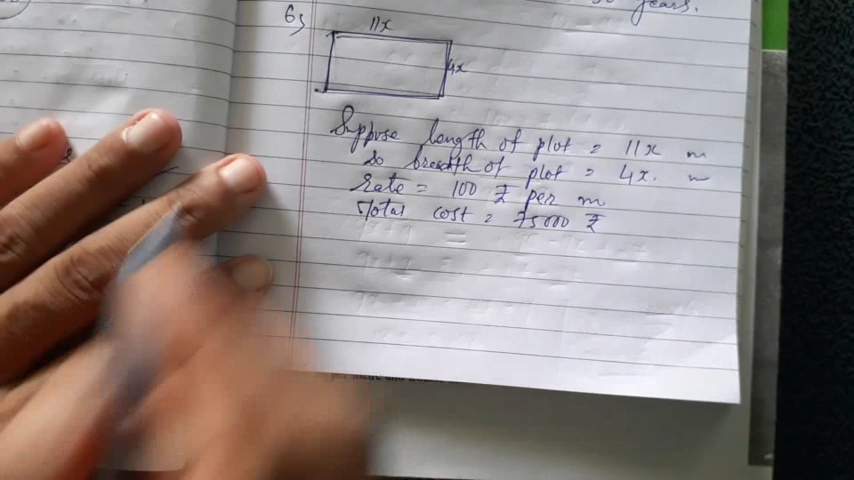 years.
6)
11x
4x
Suppose length of plot = 11x m
So breadth of plot = 4x. m
rate = 100 ₹ per m
Total cost = 75000 ₹